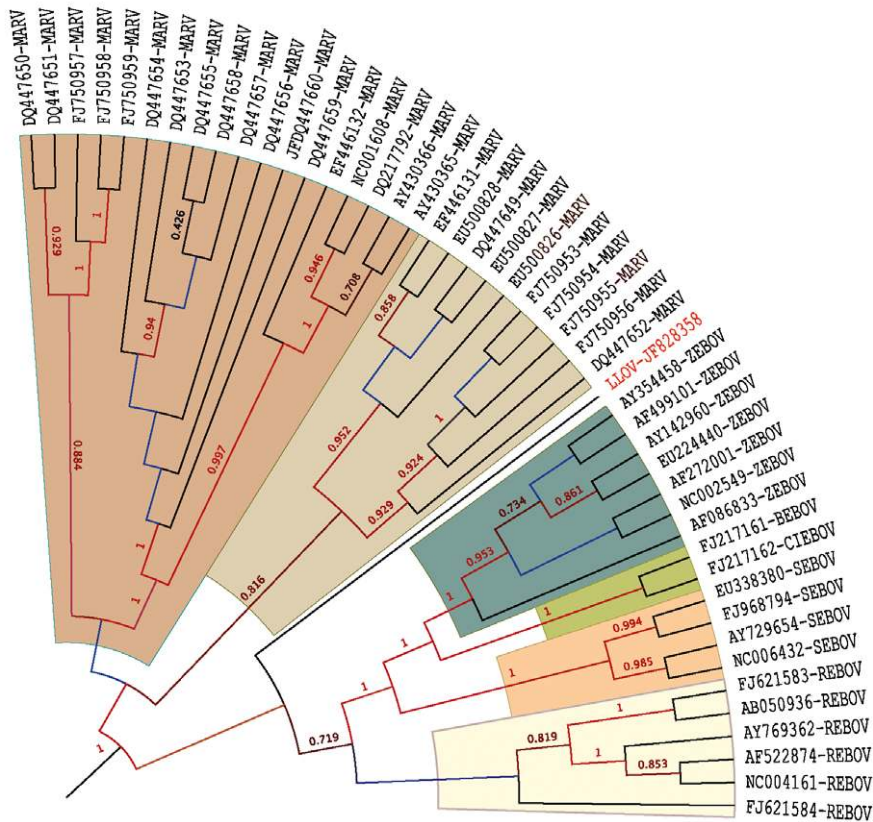 DQ447650-MARV
DQ447651-MARV
FJ750957-MARV
FJ750958-MARV
FJ750959-MARV
DQ447654-MARV
DQ447653-MARV
DQ447655-MARV
DQ447658-MARV
DQ447657-MARV
DQ447656-MARV
JFDQ447660-MARV
DQ447659-MARV
EF446132-MARV
NC001608-MARV
DQ217792-MARV
AY430366-MARV
AY430365-MARV
EF446131-MARV
EU500828-MARV
DQ447649-MARV
EU500827-MARV
EU500826-MARV
FJ750953-MARV
FJ750954-MARV
FJ750955-MARV
FJ750956-MARV
DQ447652-MARV
LLOV-JF828358
AY354458-ZEBOV
AF499101-ZEBOV
AY142960-ZEBOV
EU224440-ZEBOV
AF272001-ZEBOV
NC002549-ZEBOV
AF086833-ZEBOV
FJ217161-BEBOV
FJ217162-CIEBOV
EU338380-SEBOV
FJ968794-SEBOV
AY729654-SEBOV
NC006432-SEBOV
FJ621583-REBOV
AB050936-REBOV
AY769362-REBOV
AF522874-REBOV
NC004161-REBOV
FJ621584-REBOV
0.929
1
1
0.426
0.94
0.946
0.708
1
0.858
0.884
0.997
0.952
1
0.924
0.929
1
1
0.816
0.734
0.861
0.953
1
1
1
0.994
0.985
1
1
0.719
1
0.819
1
0.853
1